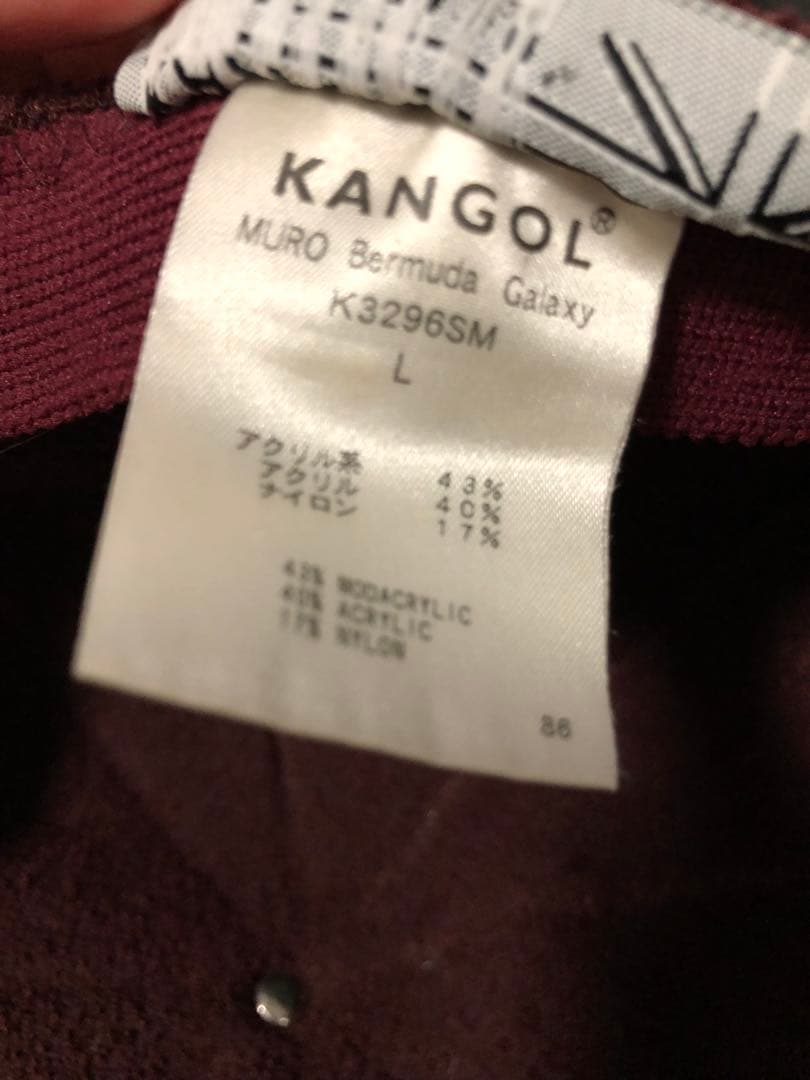 KANGOL®
MURO Bermuda Galaxy
K3296SM
L
アクリル系 43%
アクリル 40%
ナイロン 17%
43% MODACRYLIC
40% ACRYLIC
17% NYLON
86